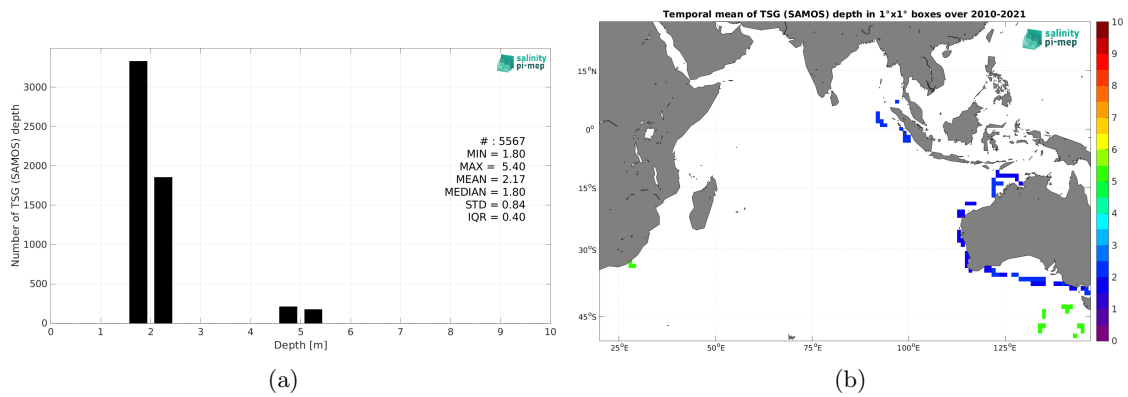 Number of TSG (SAMOS) depth
3000
2500
2000
1500
1000
500
0
0 1 2 3 4 5 6 7 8 9 10
Depth [m]
salinity
pi-mep
# : 5567
MIN = 1.80
MAX = 5.40
MEAN = 2.17
MEDIAN = 1.80
STD = 0.84
IQR = 0.40
(a)
Temporal mean of TSG (SAMOS) depth in 1°x1° boxes over 2010-2021
salinity
pi-mep
15°N
0°
15°S
30°S
45°S
25°E 50°E 75°E 100°E 125°E
10
9
8
7
6
5
4
3
2
1
0
(b)